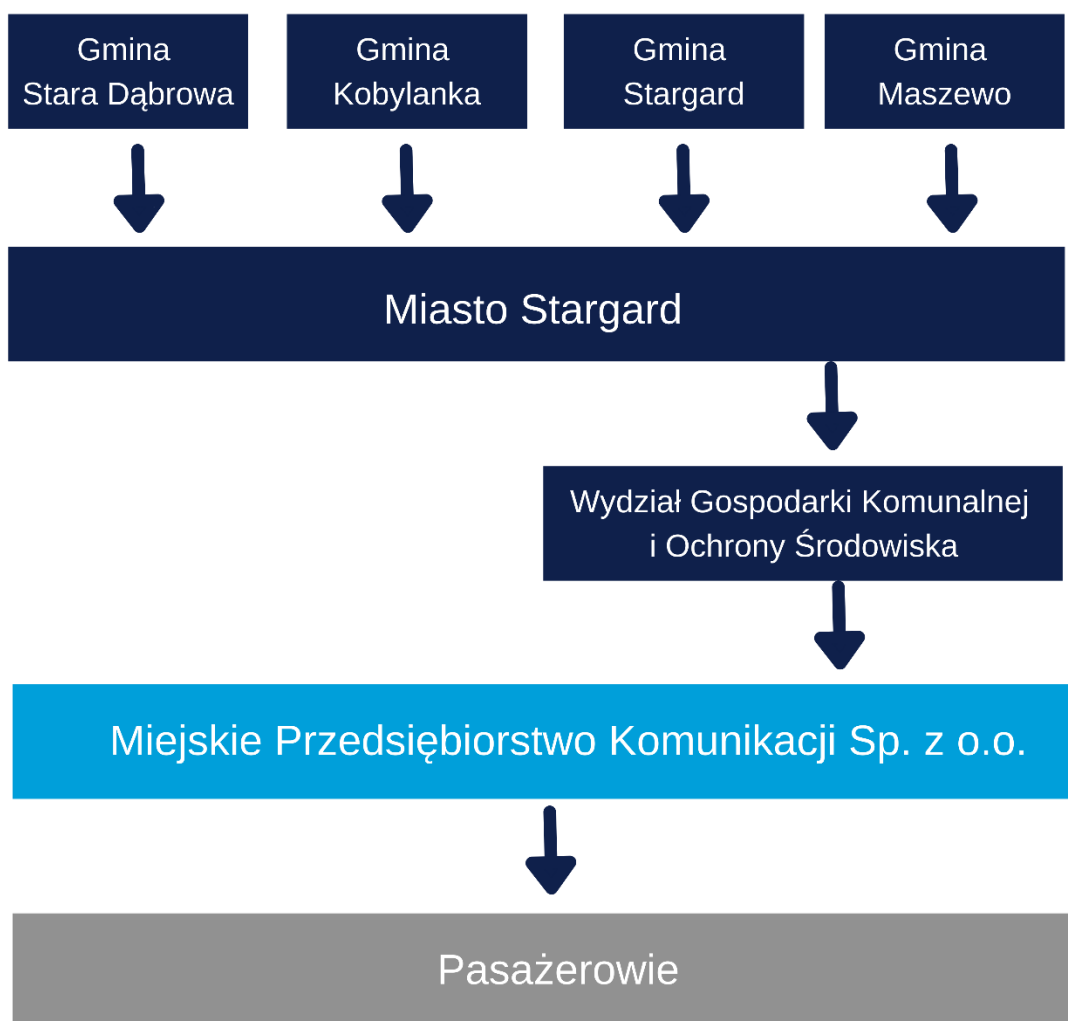 Gmina
Stara Dąbrowa
Gmina
Kobylanka
Gmina
Stargard
Gmina
Maszewo
Miasto Stargard
Wydział Gospodarki Komunalnej
i Ochrony Środowiska
Miejskie Przedsiębiorstwo Komunikacji Sp. z o.o.
Pasażerowie